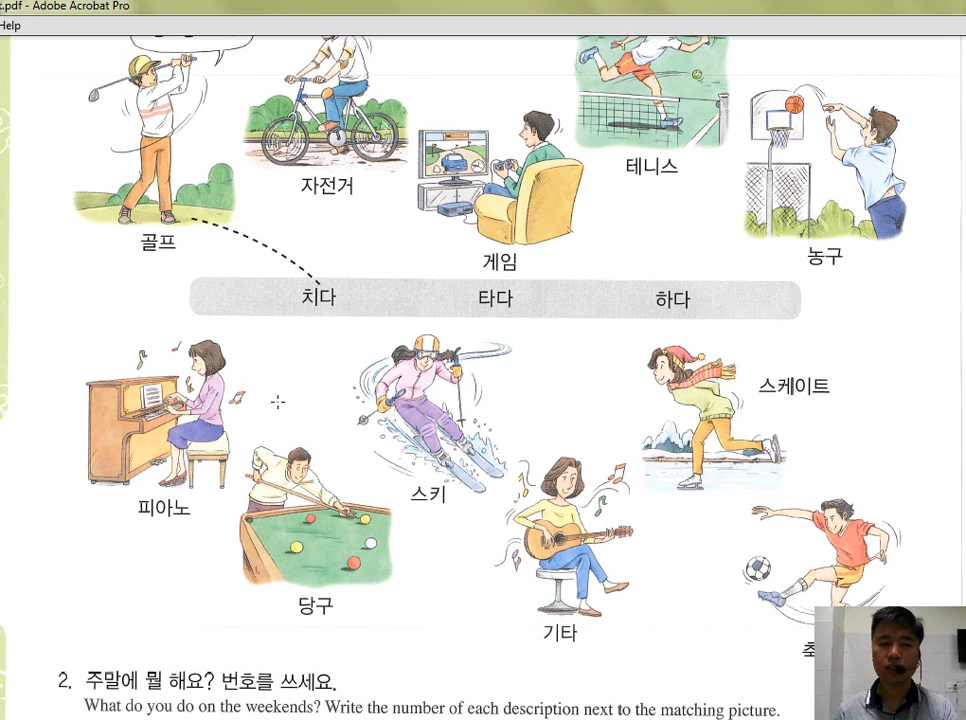 .pdf - Adobe Acrobat Pro
Help
자전거
테니스
골프
게임
농구
치다
타다
하다
스케이트
피아노
스키
당구
기타
2. 주말에 뭘 해요? 번호를 쓰세요.
What do you do on the weekends? Write the number of each description next to the matching picture.